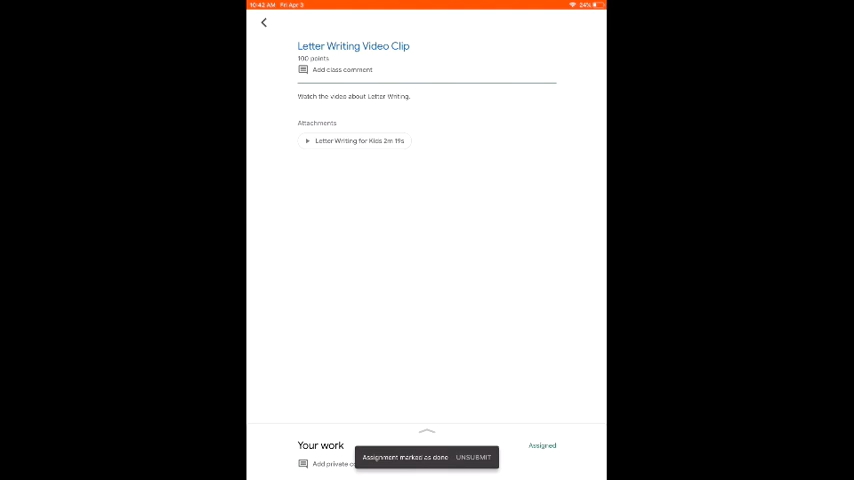 10:42 AM Fri Apr 3
24%
Letter Writing Video Clip
100 points
Add class comment
Watch the video about Letter Writing.
Attachments
Letter Writing for Kids 2m 19s
Your work
Assigned
Assignment marked as done UNSUBMIT
Add private